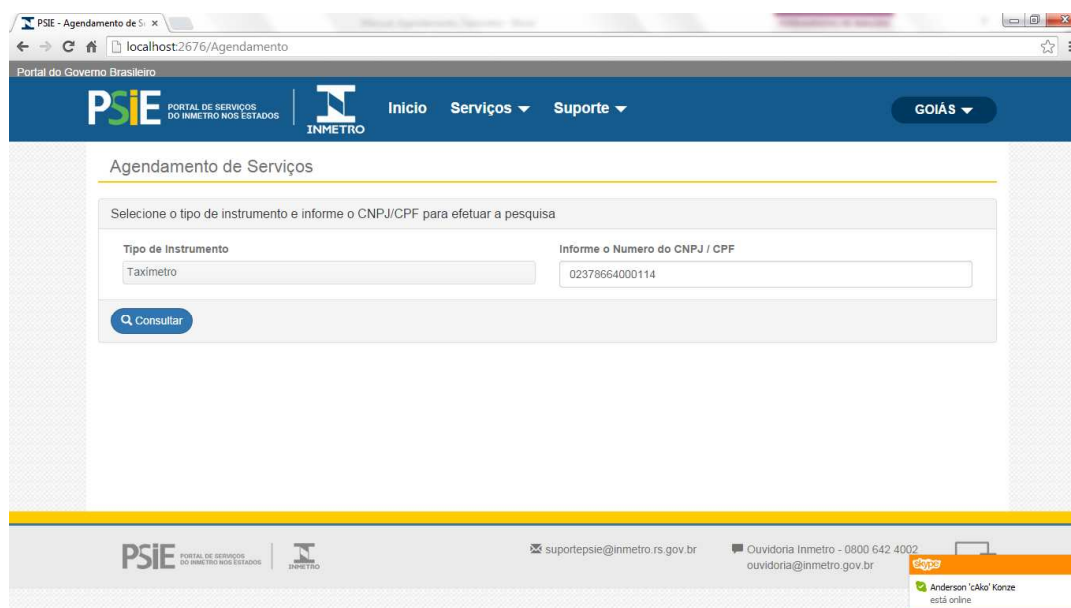 PSIE - Agendamento de S
localhost:2676/Agendamento
Portal do Governo Brasileiro
PSiE PORTAL DE SERVIÇOS
DO INMETRO NOS ESTADOS
INMETRO
Inicio Serviços Suporte
GOIÁS
Agendamento de Serviços
Selecione o tipo de instrumento e informe o CNPJ/CPF para efetuar a pesquisa
Tipo de Instrumento
Informe o Numero do CNPJ / CPF
Taximetro
02378664000114
Consultar
PSiE PORTAL DE SERVIÇOS
DO INMETRO NOS ESTADOS
INMETRO
suportepsie@inmetro.rs.gov.br
Ouvidoria Inmetro - 0800 642 4002
ouvidoria@inmetro.gov.br
skype
Anderson 'cAko' Konze
está online